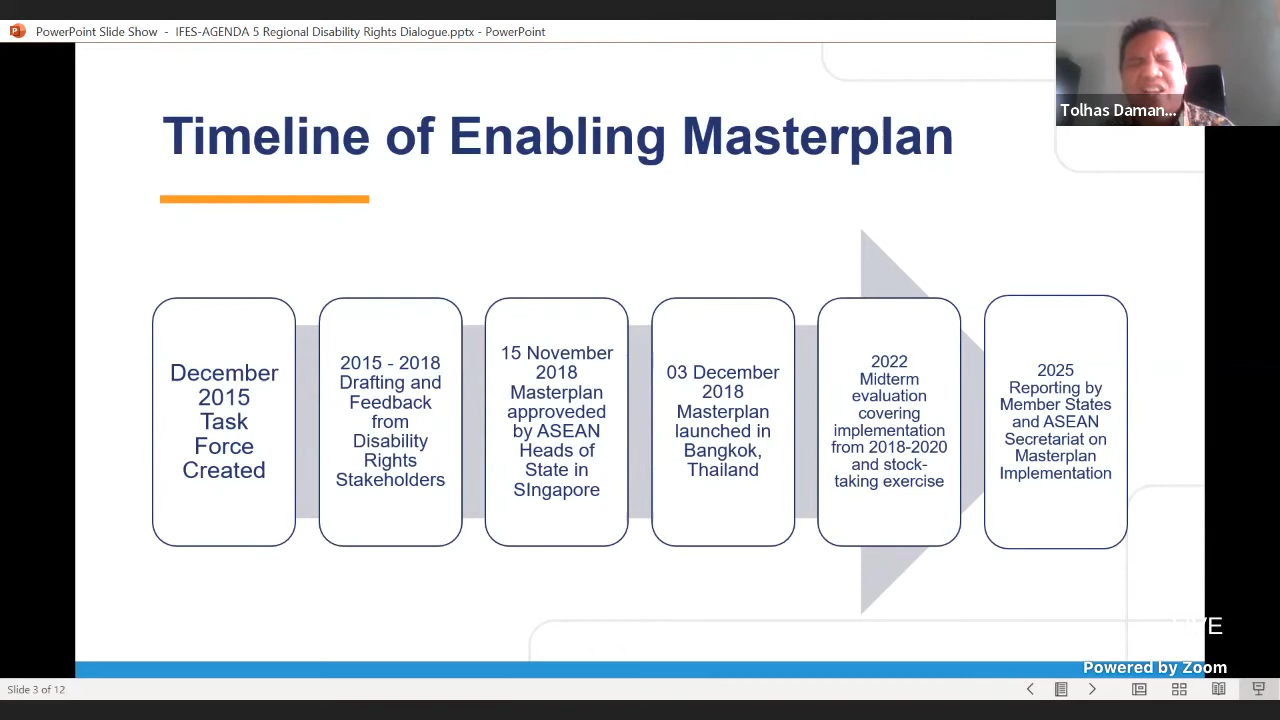 PowerPoint Slide Show - IFES-AGENDA 5 Regional Disability Rights Dialogue.pptx - PowerPoint
Tolhas Daman...
Timeline of Enabling Masterplan
December
2015
Task
Force
Created
2015 - 2018
Drafting and
Feedback
from
Disability
Rights
Stakeholders
15 November
2018
Masterplan
approveded
by ASEAN
Heads of
State in
SIngapore
03 December
2018
Masterplan
launched in
Bangkok,
Thailand
2022
Midterm
evaluation
covering
implementation
from 2018-2020
and stock-
taking exercise
2025
Reporting by
Member States
and ASEAN
Secretariat on
Masterplan
Implementation
Powered by Zoom
Slide 3 of 12